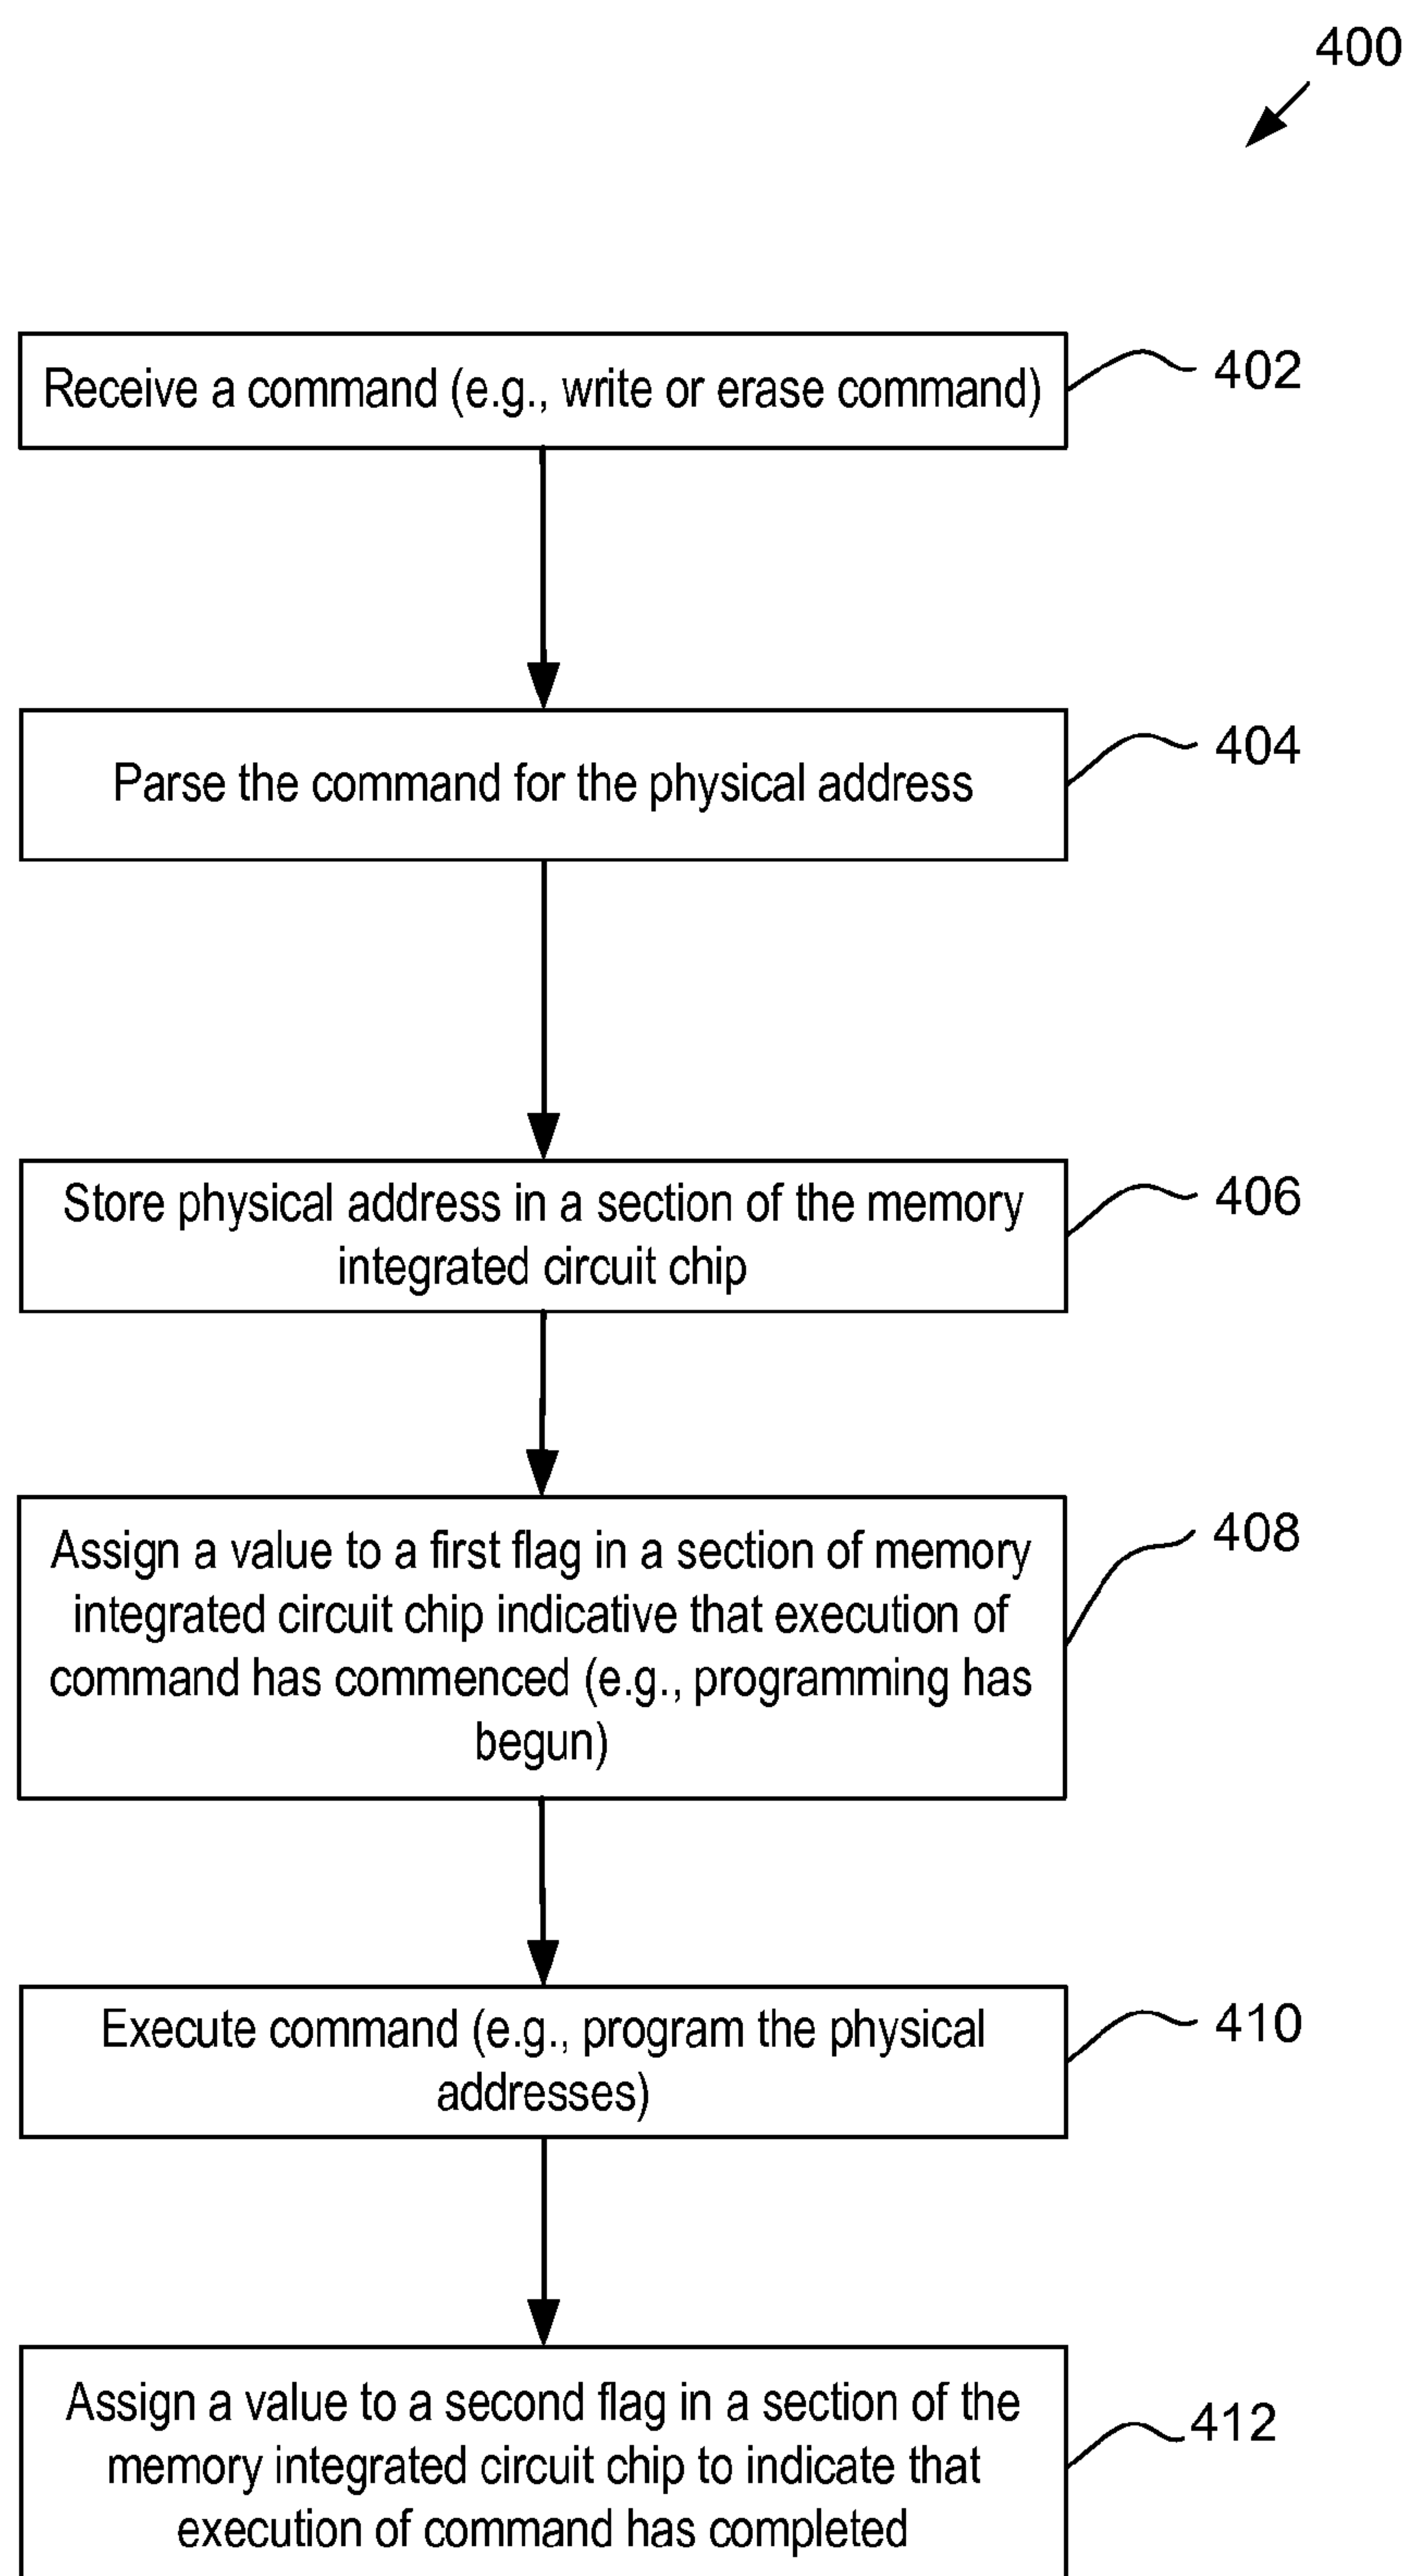 400
Receive a command (e.g., write or erase command)
402
Parse the command for the physical address
404
Store physical address in a section of the memory
integrated circuit chip
406
Assign a value to a first flag in a section of memory
integrated circuit chip indicative that execution of
command has commenced (e.g., programming has
begun)
408
Execute command (e.g., program the physical
addresses)
410
Assign a value to a second flag in a section of the
memory integrated circuit chip to indicate that
execution of command has completed
412